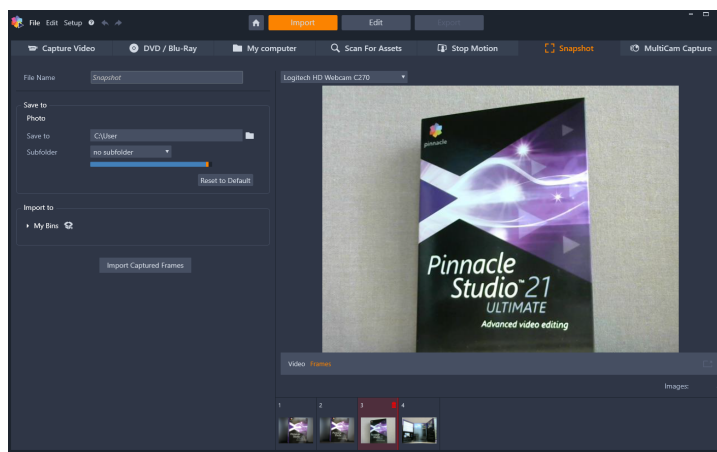 File Edit Setup
Import
Edit
Export
Capture Video
DVD / Blu-Ray
My computer
Scan For Assets
Stop Motion
Snapshot
MultiCam Capture
File Name
Snapshot
Save to
Photo
Save to
C:\User
Subfolder
no subfolder
Reset to Default
Import to
My Bins
Import Captured Frames
Logitech HD Webcam C270
pinnacle
Pinnacle
Studio™21
ULTIMATE
Advanced video editing
Video Frames
Images:
1 2 3 4